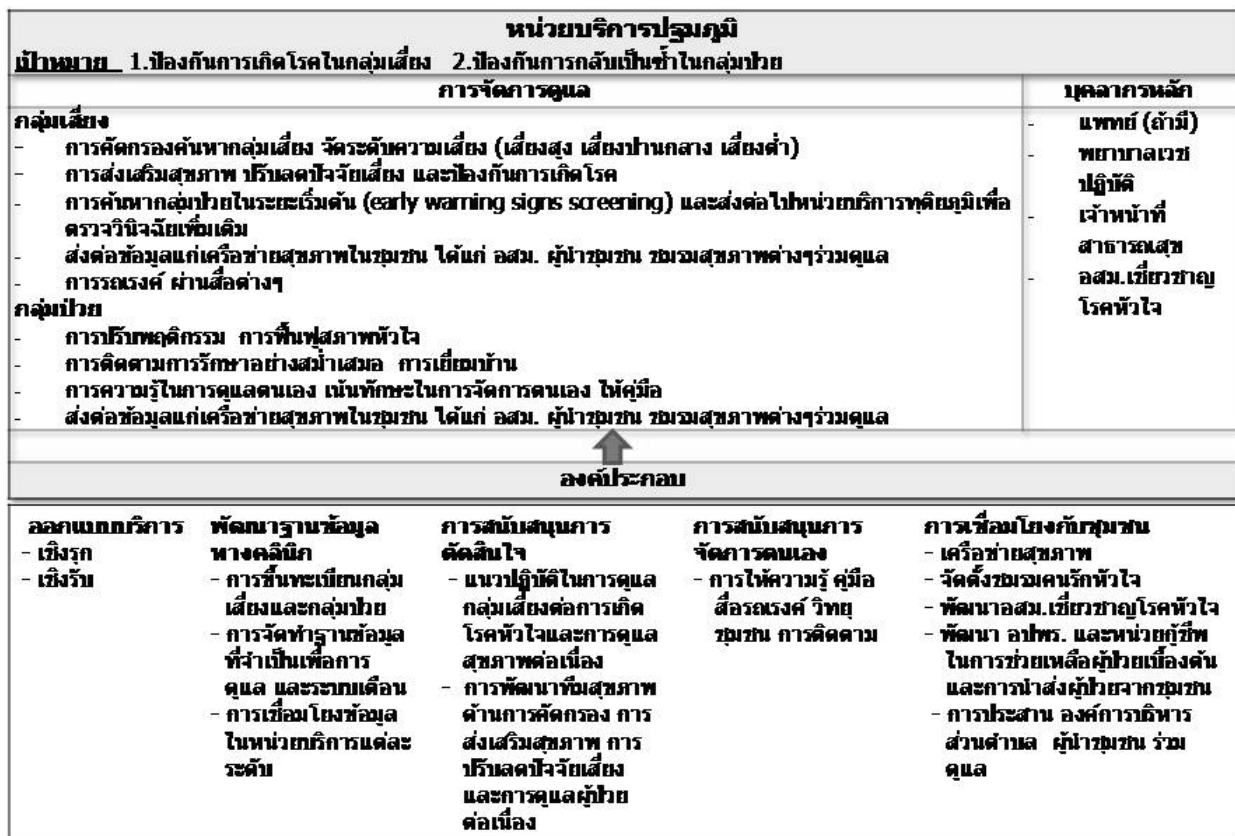 หน่วยบริการปฐมภูมิ
เป้าหมาย 1.ป้องกันการเกิดโรคในกลุ่มเสี่ยง 2.ป้องกันการกลับเป็นซ้ำในกลุ่มป่วย
การจัดการดูแล
กลุ่มเสี่ยง
- การคัดกรองค้นหากลุ่มเสี่ยง จัดระดับความเสี่ยง (เสี่ยงสูง เสี่ยงปานกลาง เสี่ยงต่ำ)
- การส่งเสริมสุขภาพ ปรับลดปัจจัยเสี่ยง และป้องกันการเกิดโรค
- การค้นหากลุ่มป่วยในระยะเริ่มต้น (early warning signs screening) และส่งต่อไปหน่วยบริการทุติยภูมิเพื่อ
ตรวจวินิจฉัยเพิ่มเติม
- ส่งต่อข้อมูลแก่เครือข่ายสุขภาพในชุมชน ได้แก่ อสม. ผู้นำชุมชน ชมรมสุขภาพต่างๆร่วมดูแล
- การรณรงค์ ผ่านสื่อต่างๆ
กลุ่มป่วย
- การปรับพฤติกรรม การฟื้นฟูสภาพหัวใจ
- การติดตามการรักษาอย่างสม่ำเสมอ การเยี่ยมบ้าน
- การความรู้ในการดูแลตนเอง เน้นทักษะในการจัดการตนเอง ให้คู่มือ
- ส่งต่อข้อมูลแก่เครือข่ายสุขภาพในชุมชน ได้แก่ อสม. ผู้นำชุมชน ชมรมสุขภาพต่างๆร่วมดูแล
บุคลากรหลัก
- แพทย์ (ถ้ามี)
- พยาบาลเวช
ปฏิบัติ
- เจ้าหน้าที่
สาธารณสุข
- อสม.เชี่ยวชาญ
โรคหัวใจ
องค์ประกอบ
ออกแบบบริการ
- เชิงรุก
- เชิงรับ
พัฒนาฐานข้อมูล
ทางคลินิก
- การขึ้นทะเบียนกลุ่ม
เสี่ยงและกลุ่มป่วย
- การจัดทำฐานข้อมูล
ที่จำเป็นเพื่อการ
ดูแล และระบบเตือน
- การเชื่อมโยงข้อมูล
ในหน่วยบริการแต่ละ
ระดับ
การสนับสนุนการ
ตัดสินใจ
- แนวปฏิบัติในการดูแล
กลุ่มเสี่ยงต่อการเกิด
โรคหัวใจและการดูแล
สุขภาพต่อเนื่อง
- การพัฒนาทีมสุขภาพ
ด้านการคัดกรอง การ
ส่งเสริมสุขภาพ การ
ปรับลดปัจจัยเสี่ยง
และการดูแลผู้ป่วย
ต่อเนื่อง
การสนับสนุนการ
จัดการตนเอง
- การให้ความรู้ คู่มือ
สื่อรณรงค์ วิทยุ
ชุมชน การติดตาม
การเชื่อมโยงกับชุมชน
- เครือข่ายสุขภาพ
- จัดตั้งชมรมคนรักหัวใจ
- พัฒนาอสม.เชี่ยวชาญโรคหัวใจ
- พัฒนา อปพร. และหน่วยกู้ชีพ
ในการช่วยเหลือผู้ป่วยเบื้องต้น
และการนำส่งผู้ป่วยจากชุมชน
- การประสาน องค์การบริหาร
ส่วนตำบล ผู้นำชุมชน ร่วม
ดูแล